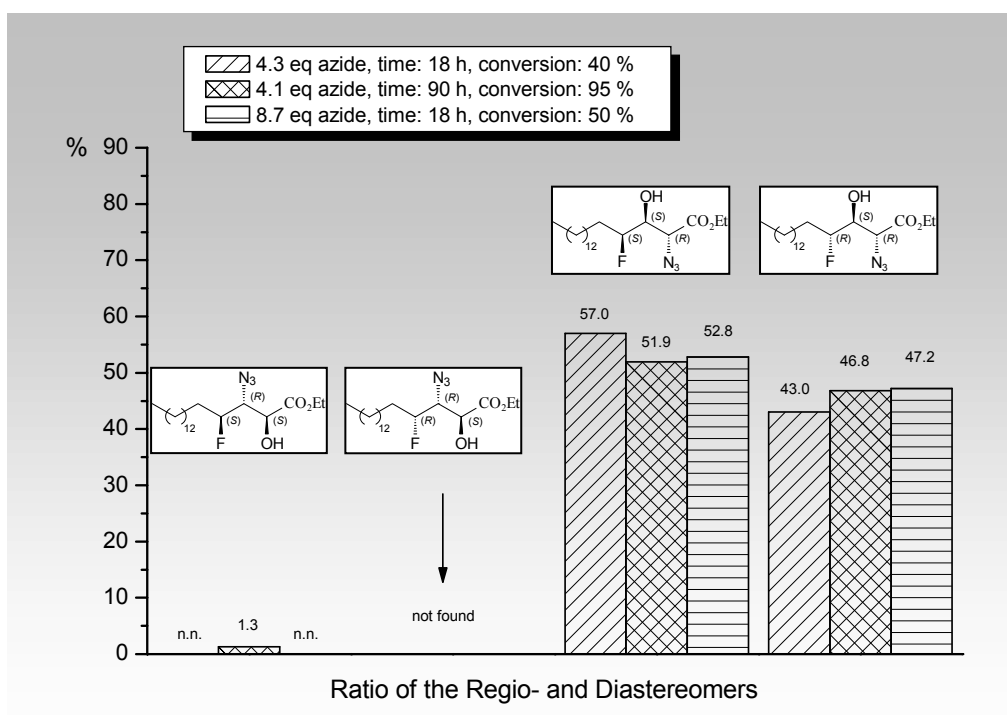 4.3 eq azide, time: 18 h, conversion: 40 %
4.1 eq azide, time: 90 h, conversion: 95 %
8.7 eq azide, time: 18 h, conversion: 50 %
%
90
80
70
60
50
40
30
20
10
0
N3
(R)
CO2Et
12
(S)
(S)
F
OH
N3
(R)
CO2Et
12
(R)
(S)
F
OH
OH
(S)
CO2Et
12
(S)
(R)
F
N3
OH
(S)
CO2Et
12
(R)
(R)
F
N3
n.n.
1.3
n.n.
not found
57.0
51.9
52.8
43.0
46.8
47.2
Ratio of the Regio- and Diastereomers